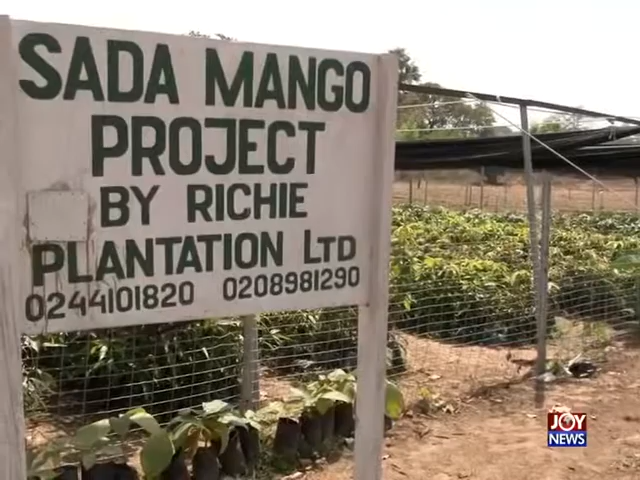 SADA MANGO
PROJECT
BY RICHIE
PLANTATION LTD
0244101820 0208981290
JOY
NEWS